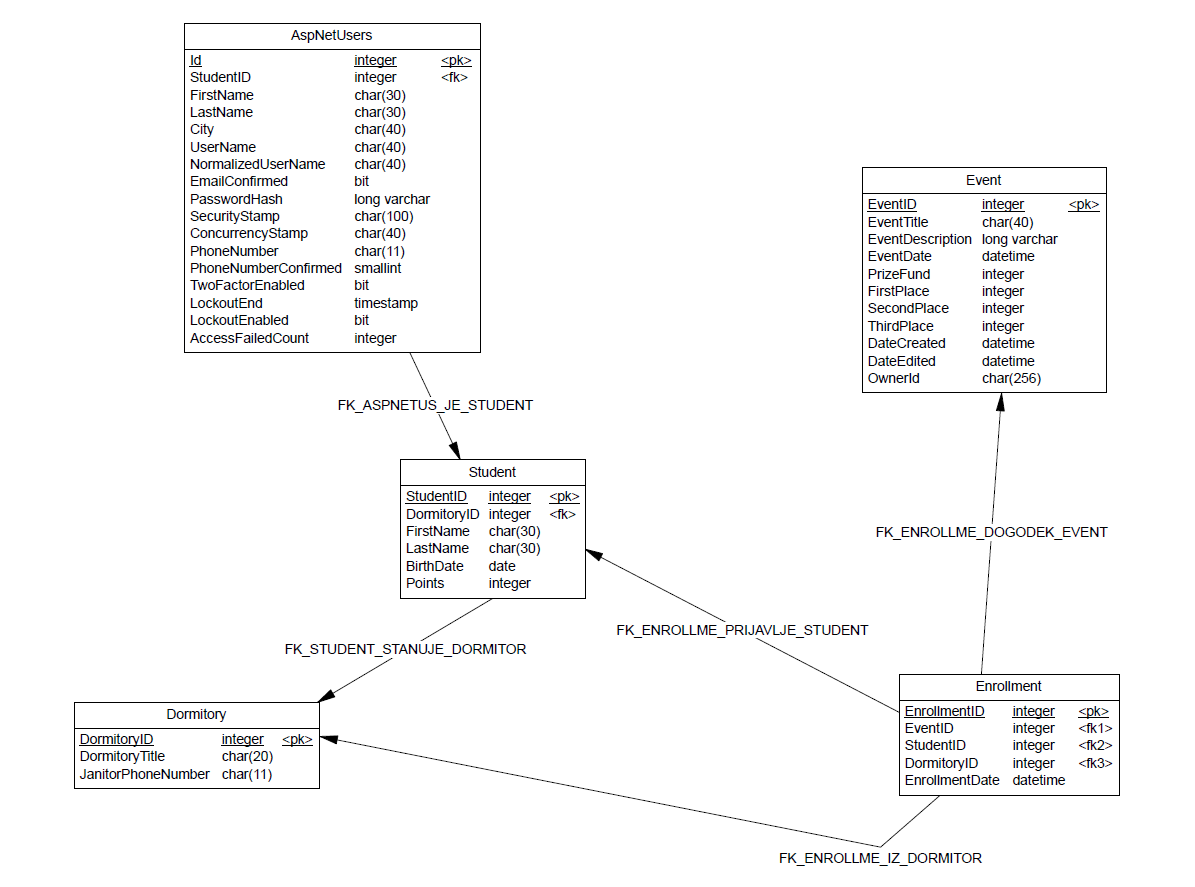 AspNetUsers
Id integer <pk>
StudentID integer <fk>
FirstName char(30)
LastName char(30)
City char(40)
UserName char(40)
NormalizedUserName char(40)
EmailConfirmed bit
PasswordHash long varchar
SecurityStamp char(100)
ConcurrencyStamp char(40)
PhoneNumber char(11)
PhoneNumberConfirmed smallint
TwoFactorEnabled bit
LockoutEnd timestamp
LockoutEnabled bit
AccessFailedCount integer
Event
EventID integer <pk>
EventTitle char(40)
EventDescription long varchar
EventDate datetime
PrizeFund integer
FirstPlace integer
SecondPlace integer
ThirdPlace integer
DateCreated datetime
DateEdited datetime
OwnerId char(256)
FK_ASPNETUS_JE_STUDENT
Student
StudentID integer <pk>
DormitoryID integer <fk>
FirstName char(30)
LastName char(30)
BirthDate date
Points integer
FK_ENROLLME_DOGODEK_EVENT
FK_ENROLLME_PRIJAVLJE_STUDENT
FK_STUDENT_STANUJE_DORMITOR
Dormitory
DormitoryID integer <pk>
DormitoryTitle char(20)
JanitorPhoneNumber char(11)
Enrollment
EnrollmentID integer <pk>
EventID integer <fk1>
StudentID integer <fk2>
DormitoryID integer <fk3>
EnrollmentDate datetime
FK_ENROLLME_IZ_DORMITOR